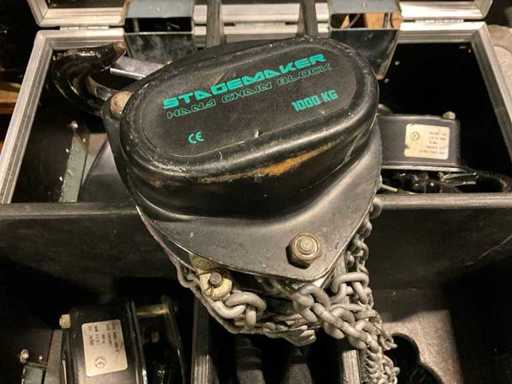 STAGEMAKER
HAND CHAIN BLOCK
1000 KG
CE